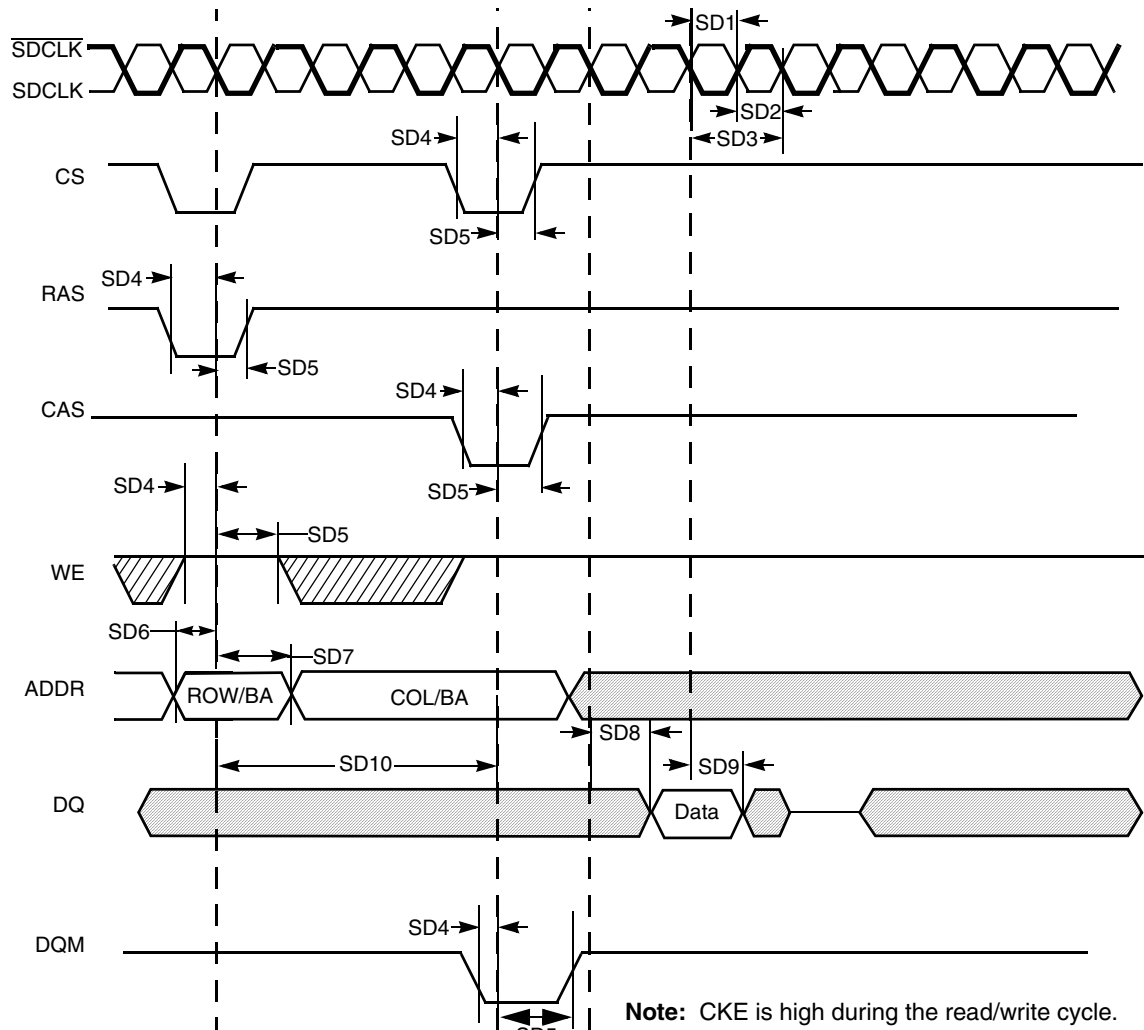 SD1
SDCLK
SDCLK
SD2
SD4
SD3
CS
SD5
SD4
RAS
SD5
SD4
CAS
SD4
SD5
SD5
WE
SD6
SD7
ADDR
ROW/BA
COL/BA
SD8
SD10
SD9
DQ
Data
SD4
DQM
Note: CKE is high during the read/write cycle.